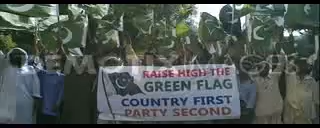 RAISE HIGH THE
GREEN FLAG
COUNTRY FIRST
PARTY SECOND